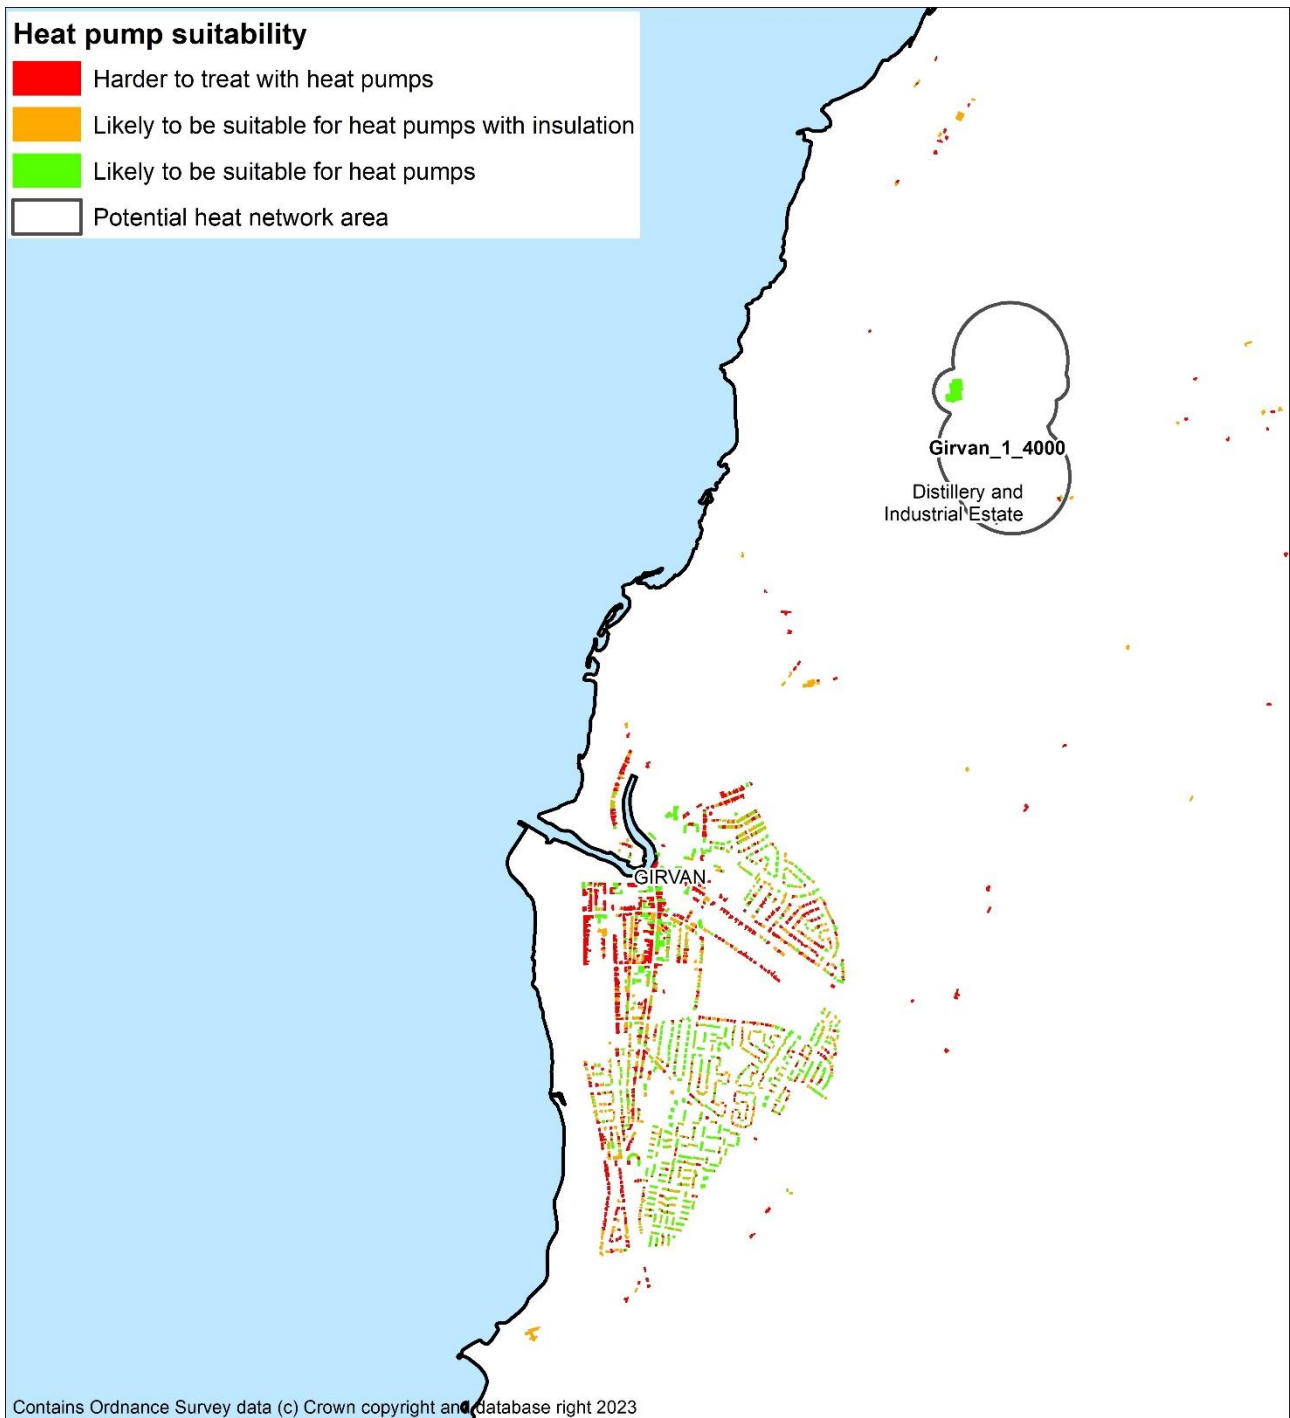 Heat pump suitability
Harder to treat with heat pumps
Likely to be suitable for heat pumps with insulation
Likely to be suitable for heat pumps
Potential heat network area
Girvan_1_4000
Distillery and
Industrial Estate
GIRVAN
Contains Ordnance Survey data (c) Crown copyright and database right 2023